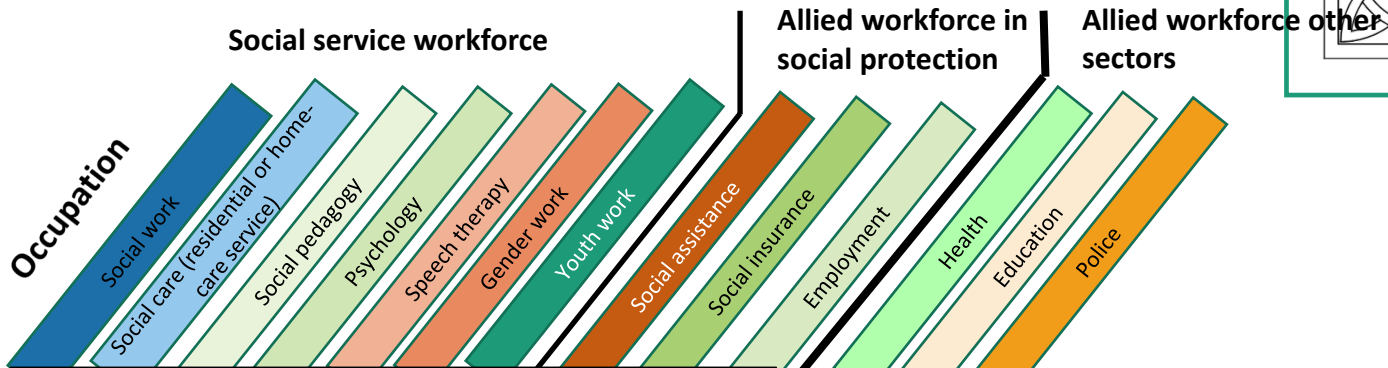 Social service workforce
Allied workforce in
social protection
Allied workforce other
sectors
Occupation
Social work
Social care (residential or home-
care service)
Social pedagogy
Psychology
Speech therapy
Gender work
Youth work
Social assistance
Social insurance
Employment
Health
Education
Police